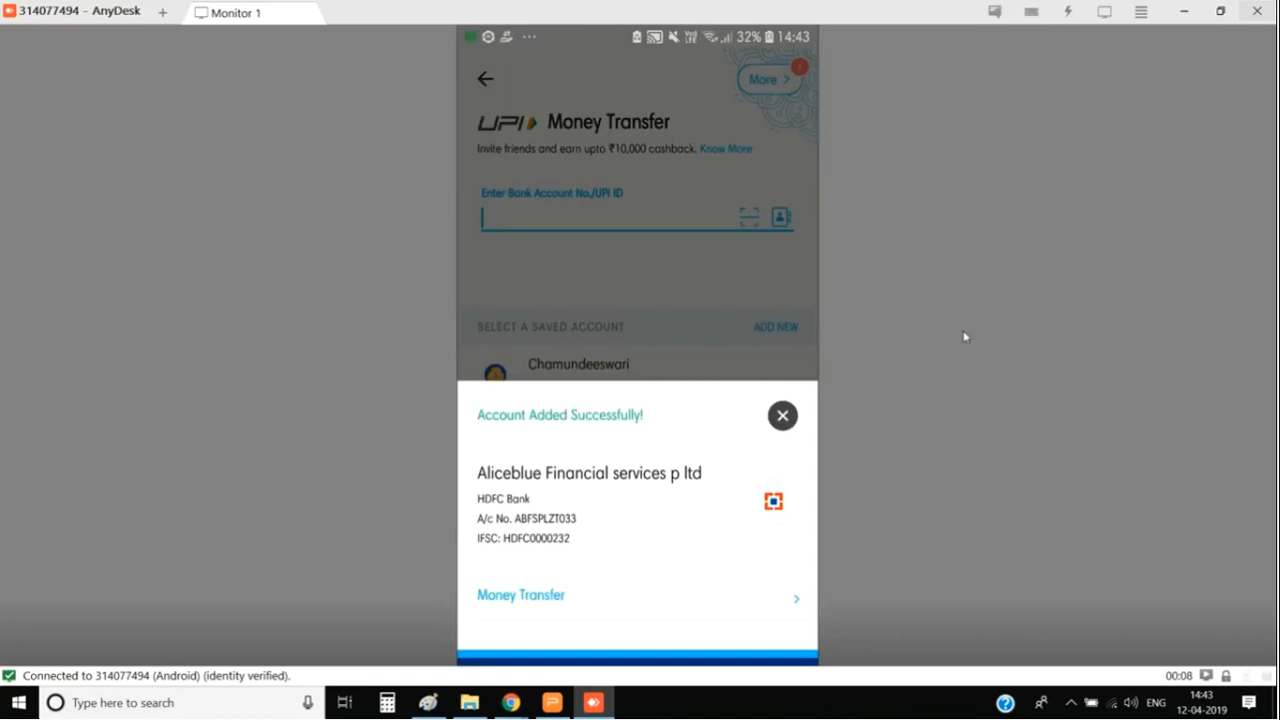 314077494 - AnyDesk
Monitor 1
32% 14:43
More
UPI Money Transfer
Invite friends and earn upto ₹10,000 cashback. Know More
Enter Bank Account No./UPI ID
SELECT A SAVED ACCOUNT ADD NEW
Chamundeeswari
Account Added Successfully!
Aliceblue Financial services p ltd
HDFC Bank
A/c No. ABFSPLZT033
IFSC: HDFC0000232
Money Transfer
Connected to 314077494 (Android) (identity verified).
00:08
Type here to search
ENG
14:43
12-04-2019